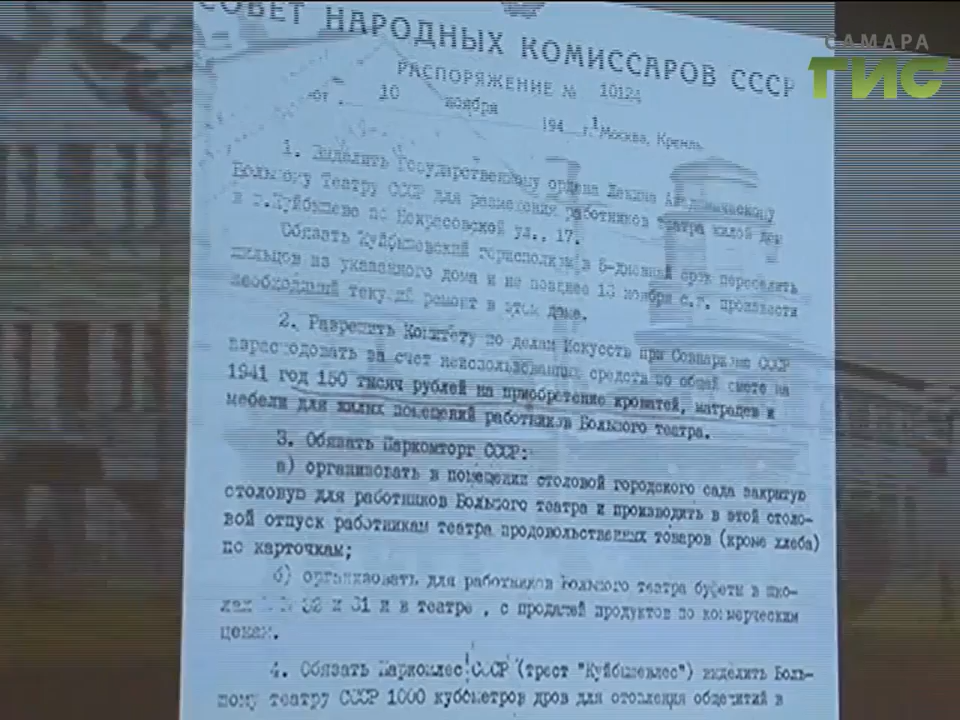 СОВЕТ НАРОДНЫХ КОМИССАРОВ СССР
САМАРА
ТИС
РАСПОРЯЖЕНИЕ № 10124
от 10 ноября 1941 г. Москва, Кремль
1. Выделить Государственному ордена Ленина Академическому
Большому Театру СССР для размещения работников театра жилой дом
в г.Куйбышеве по Некрасовской ул., 17.
Обязать Куйбышевский горисполком в 5-дневный срок переселить
жильцов из указанного дома и не позднее 13 ноября с.г. произвести
необходимый текущий ремонт в этом доме.
2. Разрешить Комитету по делам Искусств при Совнаркоме СССР
израсходовать за счет неиспользованных средств по общей смете на
1941 год 150 тысяч рублей на приобретение кроватей, матрацев и
мебели для жилых помещений работников Большого театра.
3. Обязать Наркомторг СССР:
а) организовать в помещении столовой городского сада закрытую
столовую для работников Большого театра и производить в этой столо-
вой отпуск работникам театра продовольственных товаров (кроме хлеба)
по карточкам;
б) организовать для работников Большого театра буфеты в шко-
лах и 81 и в театре , с продажей продуктов по коммерческим
ценам.
4. Обязать Наркомлес СССР (трест "Куйбышевлес") выделить Боль-
шому театру СССР 1000 кубометров дров для отопления общежитий в